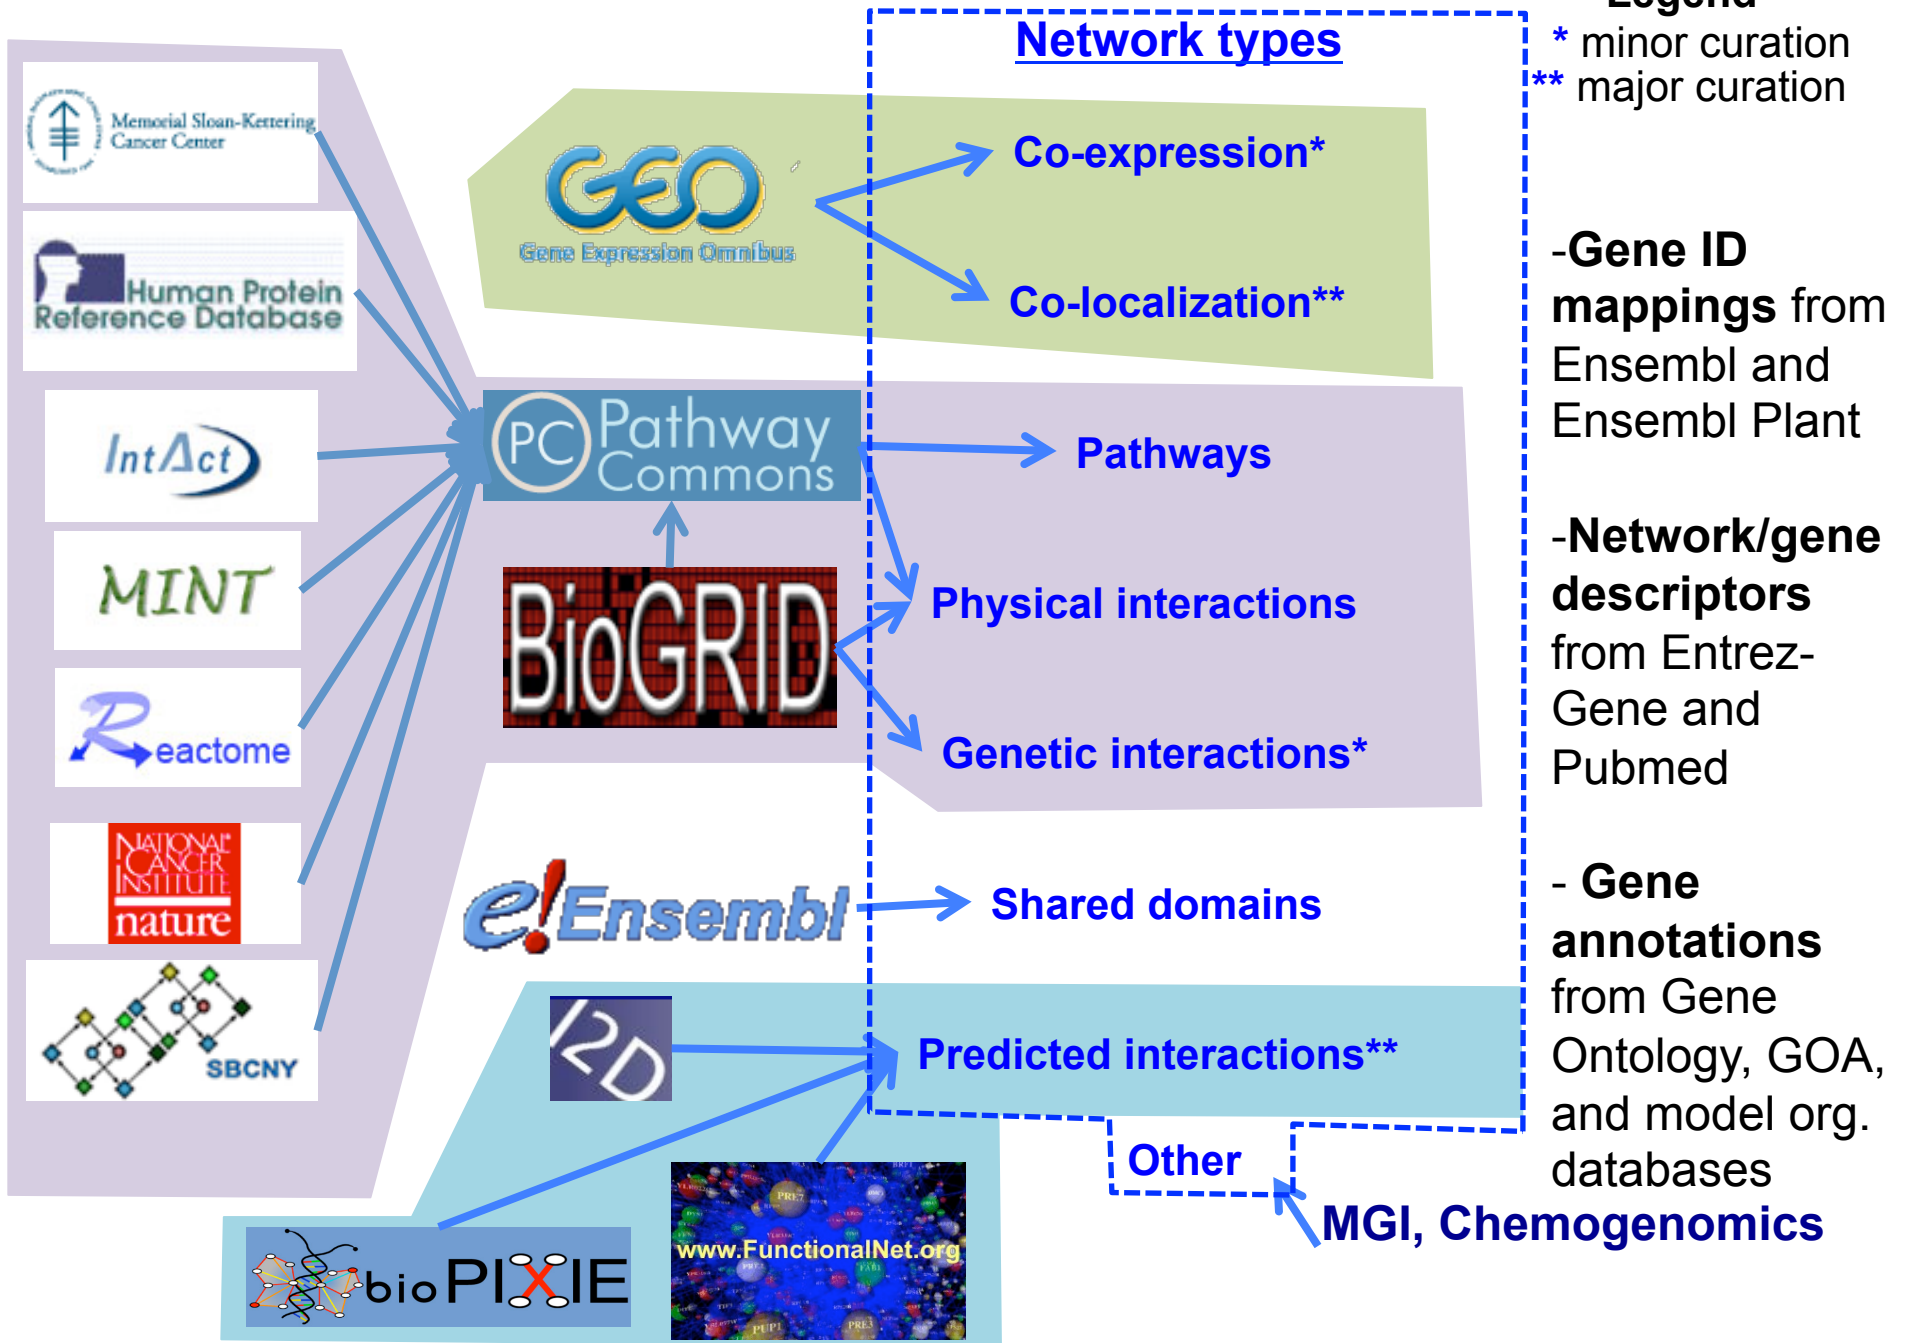 Legend
* minor curation
** major curation
Network types
Memorial Sloan-Kettering
Cancer Center
Human Protein
Reference Database
IntAct
MINT
Reactome
NATIONAL
CANCER
INSTITUTE
nature
SBCNY
GEO
Gene Expression Omnibus
Co-expression*
Co-localization**
PC Pathway
Commons
Pathways
BioGRID
Physical interactions
Genetic interactions*
e!Ensembl
Shared domains
I2D
Predicted interactions**
Other
MGI, Chemogenomics
bioPIXIE
www.FunctionalNet.org
PRE7
PUP1
PRE3
-Gene ID
mappings from
Ensembl and
Ensembl Plant
-Network/gene
descriptors
from Entrez-
Gene and
Pubmed
- Gene
annotations
from Gene
Ontology, GOA,
and model org.
databases